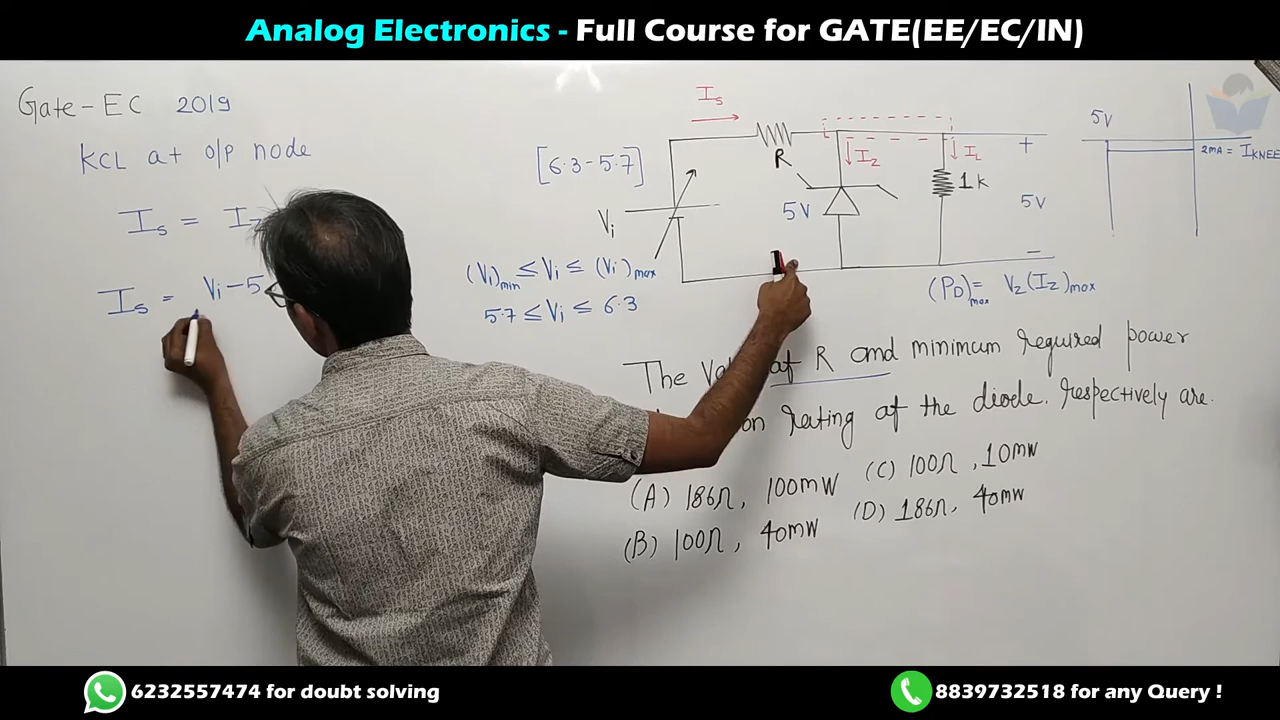 Analog Electronics - Full Course for GATE(EE/EC/IN)
Gate-EC 2019
KCL at O/P node
Is = Iz
Is = Vi-5
[6.3-5.7]
Is
R
Iz
IL
1k
Vi
5V
+
5V
-
5V
2mA = IKNEE
(Vi)min ≤ Vi ≤ (Vi)max
5.7 ≤ Vi ≤ 6.3
(PD)max = Vz(Iz)max
The of R and minimum required power
rating of the diode. respectively are.
(A) 186Ω, 100mW (C) 100Ω, 10mW
(B) 100Ω, 40mW (D) 186Ω, 40mW
6232557474 for doubt solving
8839732518 for any Query !